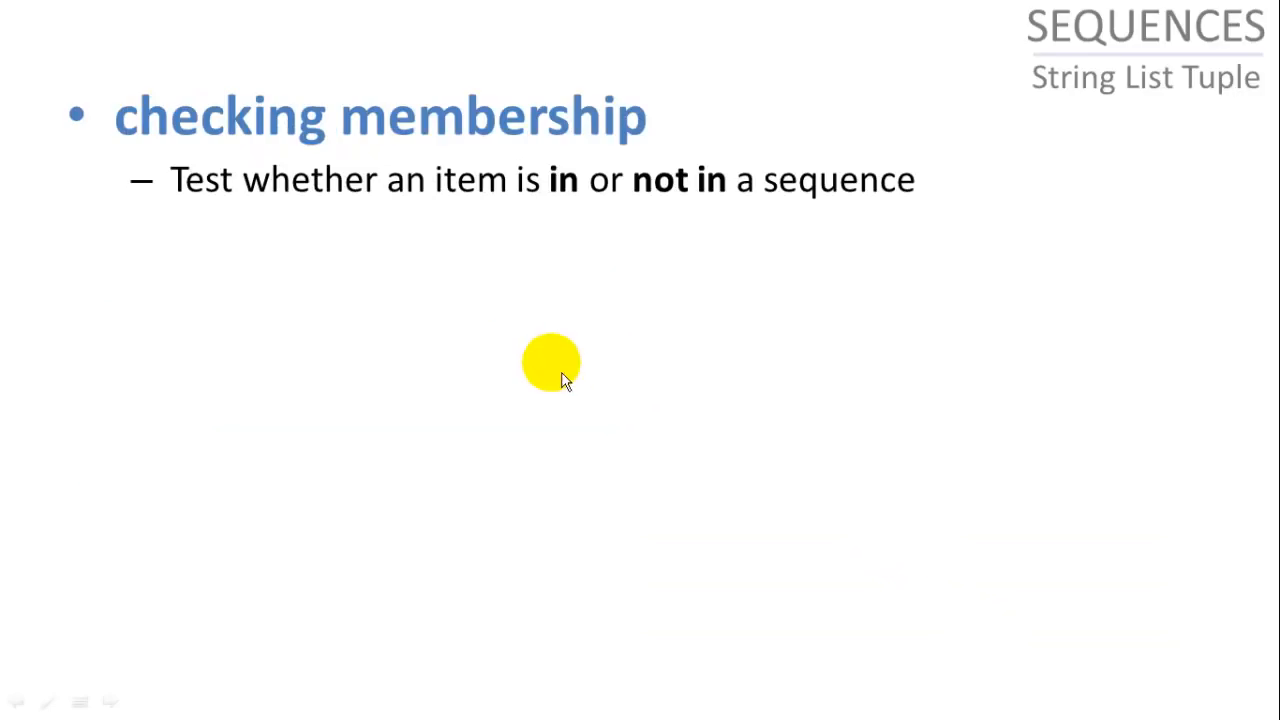 SEQUENCES
String List Tuple
• checking membership
– Test whether an item is in or not in a sequence